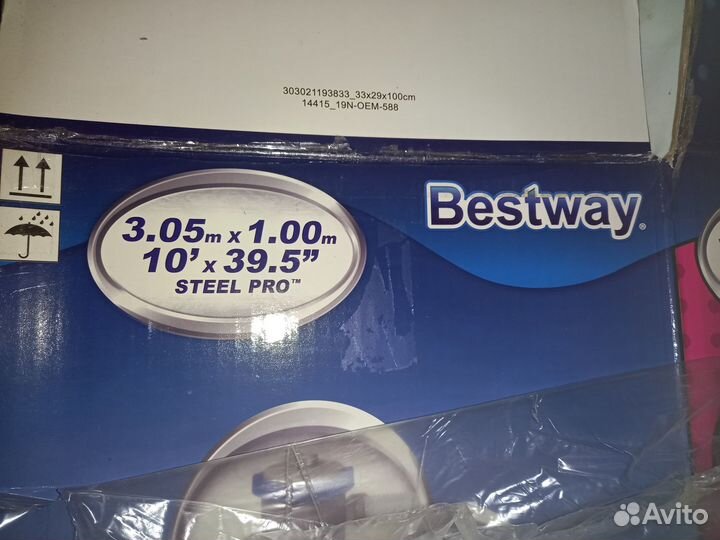 303021193833_33x29x100cm
14415_19N-OEM-588
3.05m x 1.00m
10' x 39.5"
STEEL PRO™
Bestway®
Avito